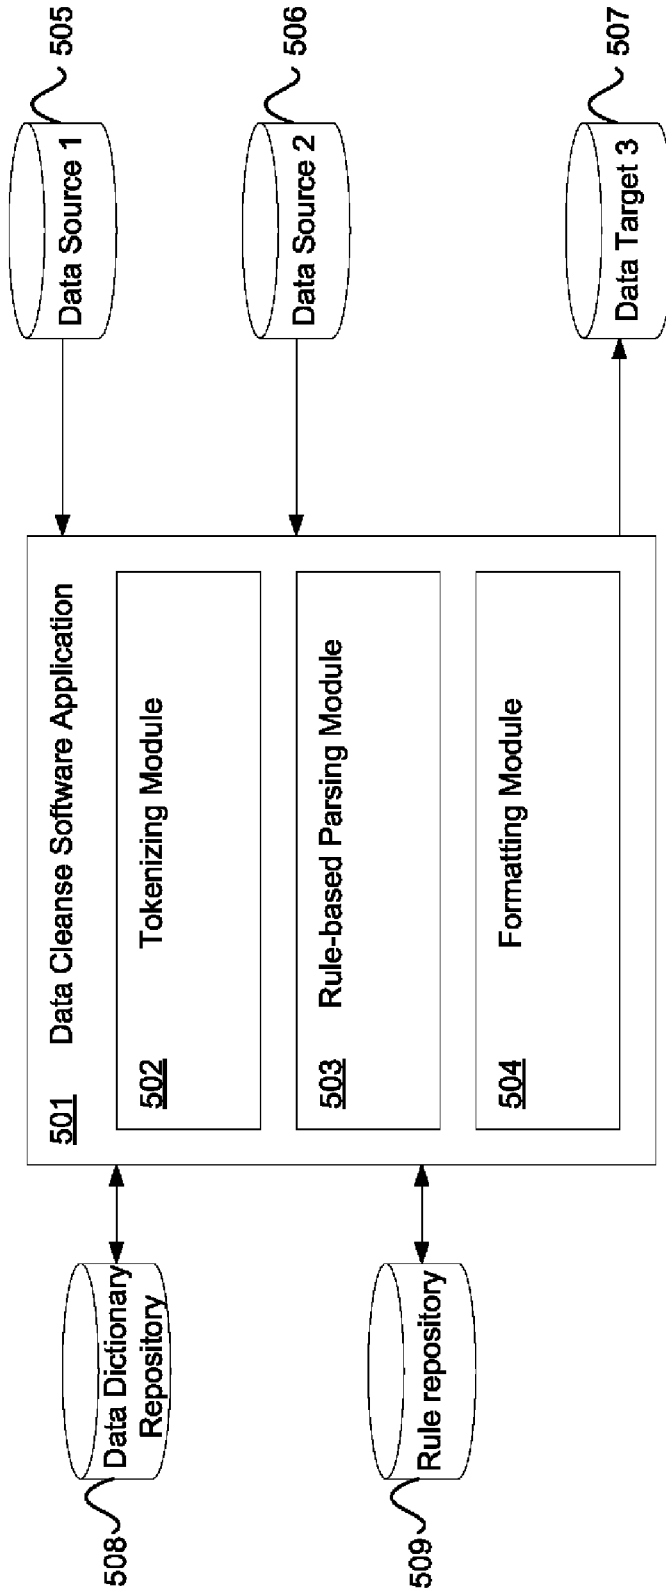 508
Data Dictionary
Repository
509
Rule repository
501 Data Cleanse Software Application
502 Tokenizing Module
503 Rule-based Parsing Module
504 Formatting Module
Data Source 1
505
Data Source 2
506
Data Target 3
507